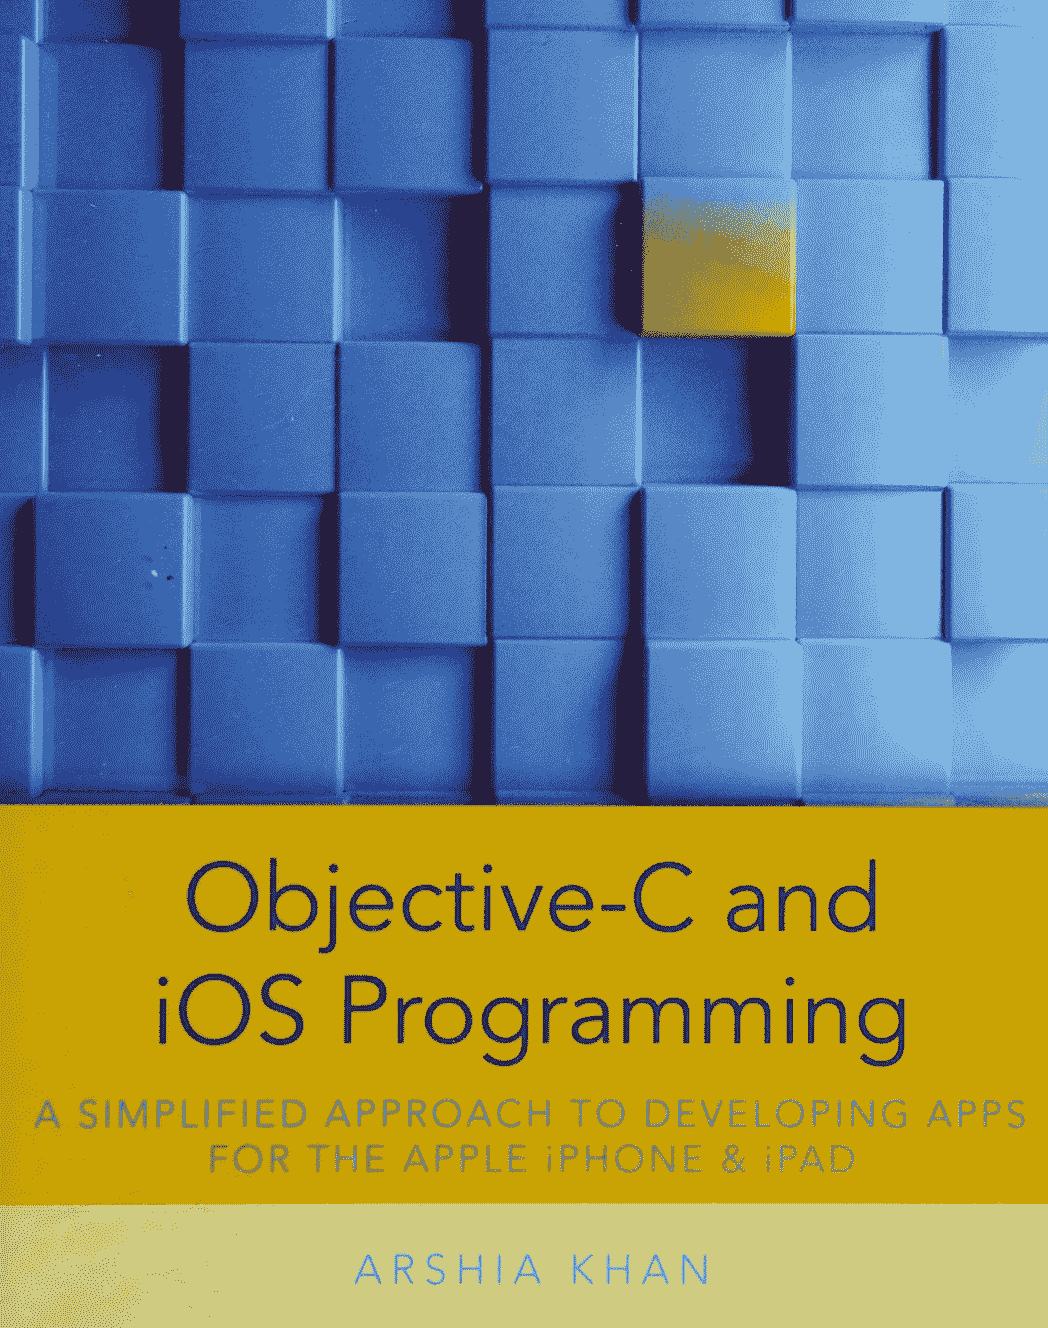 Objective-C and
iOS Programming
A SIMPLIFIED APPROACH TO DEVELOPING APPS
FOR THE APPLE iPHONE & iPAD
ARSHIA KHAN